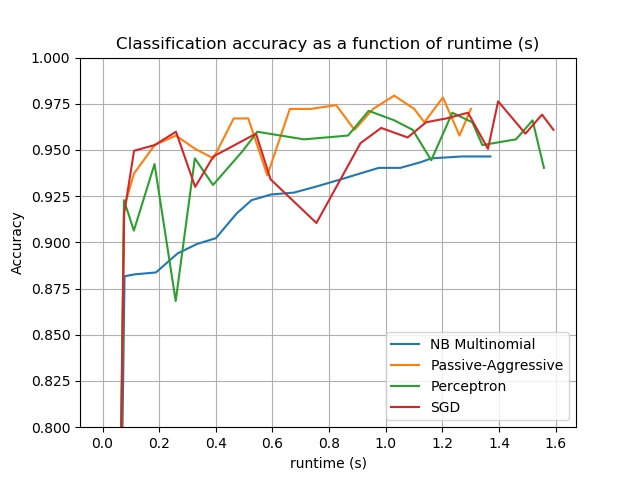 Classification accuracy as a function of runtime (s)
1.000
0.975
0.950
0.925
0.900
0.875
0.850
0.825
0.800
Accuracy
NB Multinomial
Passive-Aggressive
Perceptron
SGD
0.0 0.2 0.4 0.6 0.8 1.0 1.2 1.4 1.6
runtime (s)